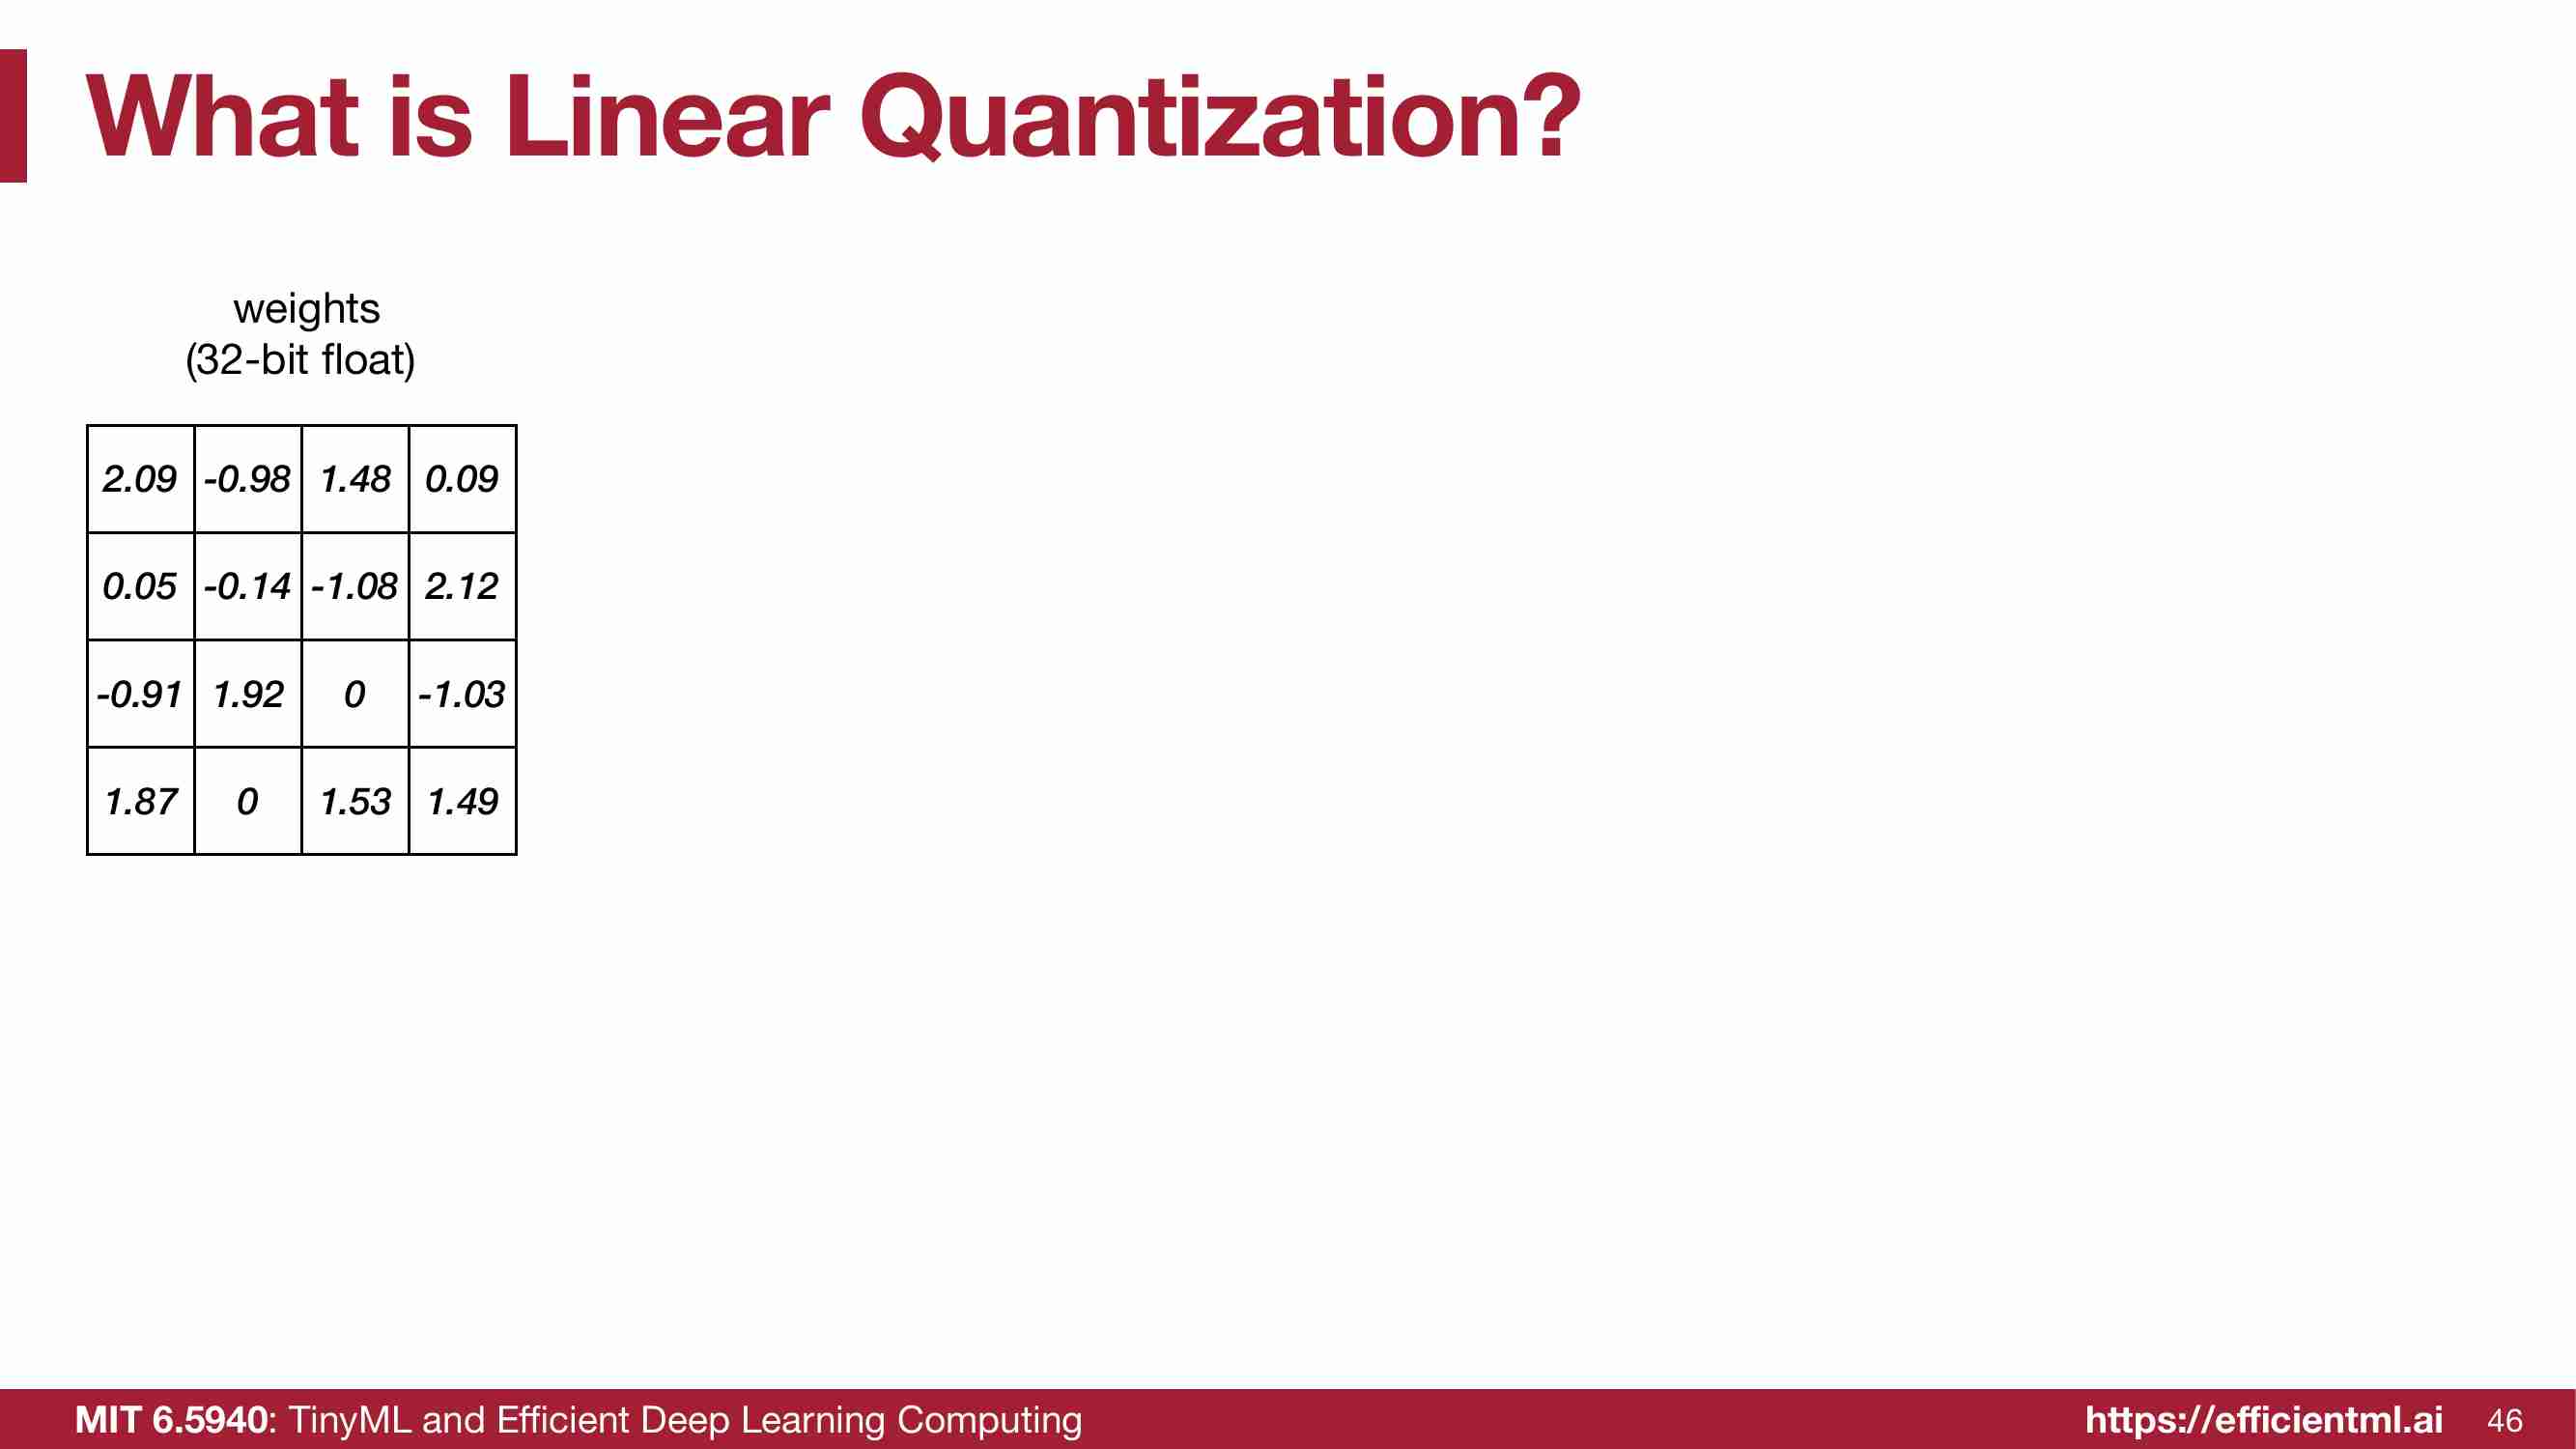 What is Linear Quantization?
weights
(32-bit float)
2.09 -0.98 1.48 0.09
0.05 -0.14 -1.08 2.12
-0.91 1.92 0 -1.03
1.87 0 1.53 1.49
MIT 6.5940: TinyML and Efficient Deep Learning Computing https://efficientml.ai 46